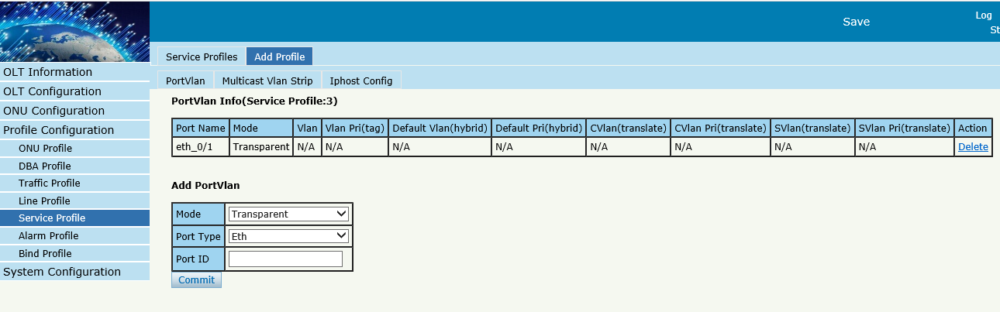 Save
Log
St
Service Profiles Add Profile
PortVlan Multicast Vlan Strip Iphost Config
OLT Information
OLT Configuration
ONU Configuration
Profile Configuration
ONU Profile
DBA Profile
Traffic Profile
Line Profile
Service Profile
Alarm Profile
Bind Profile
System Configuration
PortVlan Info(Service Profile:3)
Port Name Mode Vlan Vlan Pri(tag) Default Vlan(hybrid) Default Pri(hybrid) CVlan(translate) CVlan Pri(translate) SVlan(translate) SVlan Pri(translate) Action
eth_0/1 Transparent N/A N/A N/A N/A N/A N/A N/A N/A Delete
Add PortVlan
Mode Transparent
Port Type Eth
Port ID
Commit